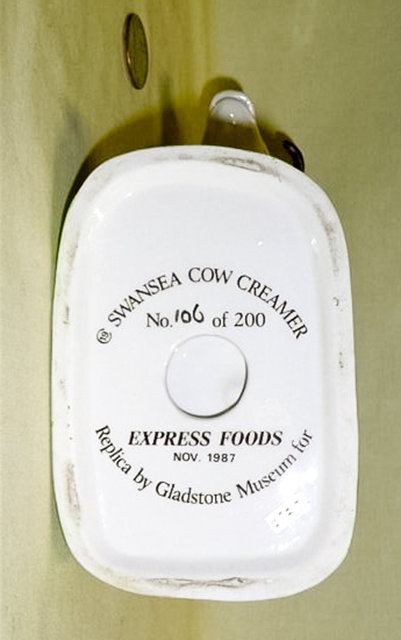 SWANSEA COW CREAMER
No. 106 of 200
EXPRESS FOODS
NOV. 1987
Replica by Gladstone Museum for